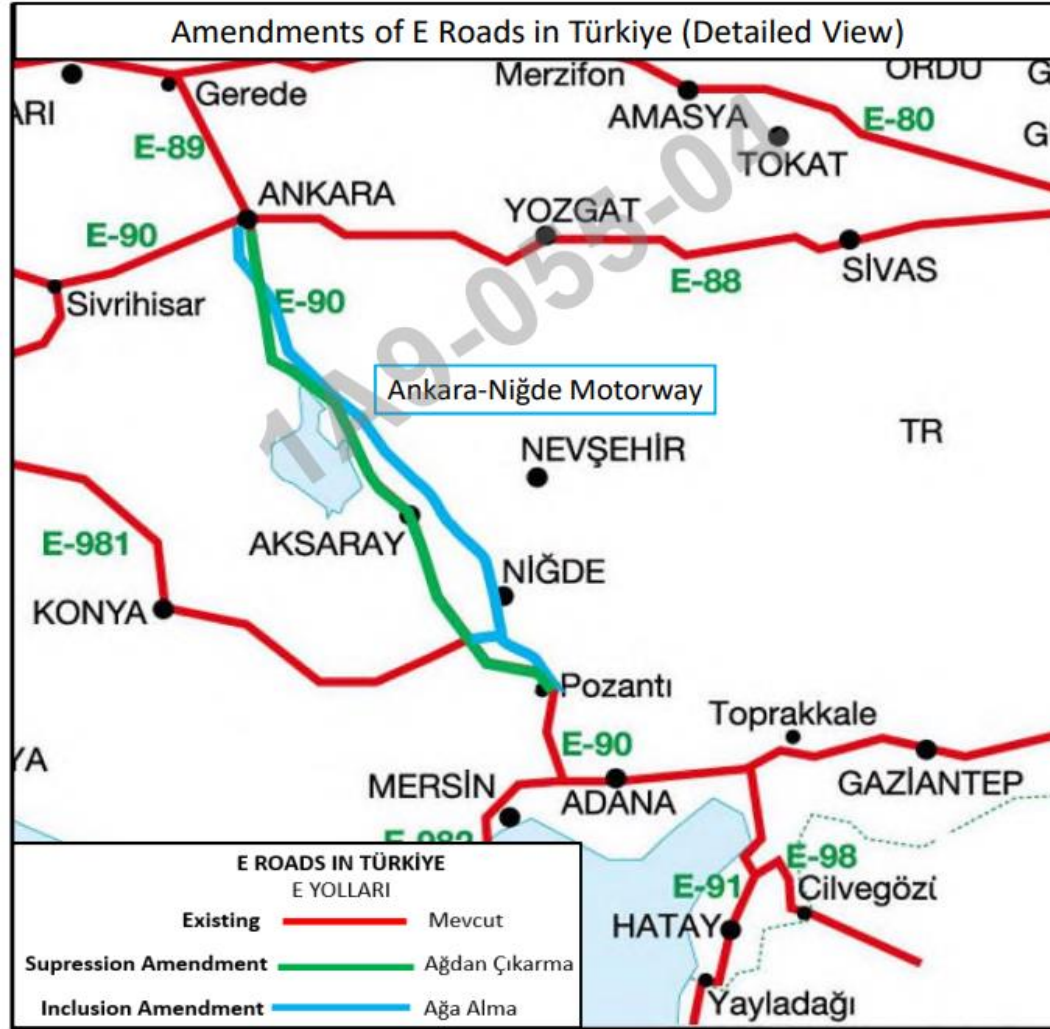 Amendments of E Roads in Türkiye (Detailed View)
Gerede
Merzifon
ORDU
G
ARI
AMASYA
E-89
E-80
TOKAT
G
ANKARA
YOZGAT
E-90
SİVAS
E-88
Sivrihisar
E-90
1A9-055-04
Ankara-Niğde Motorway
TR
NEVŞEHİR
AKSARAY
E-981
NİĞDE
KONYA
Pozantı
Toprakkale
E-90
YA
MERSİN
ADANA
GAZİANTEP
E-982
E-98
E-91
Cilvegözü
HATAY
Yayladağı
E ROADS IN TÜRKİYE
E YOLLARI
Existing Mevcut
Supression Amendment Ağdan Çıkarma
Inclusion Amendment Ağa Alma